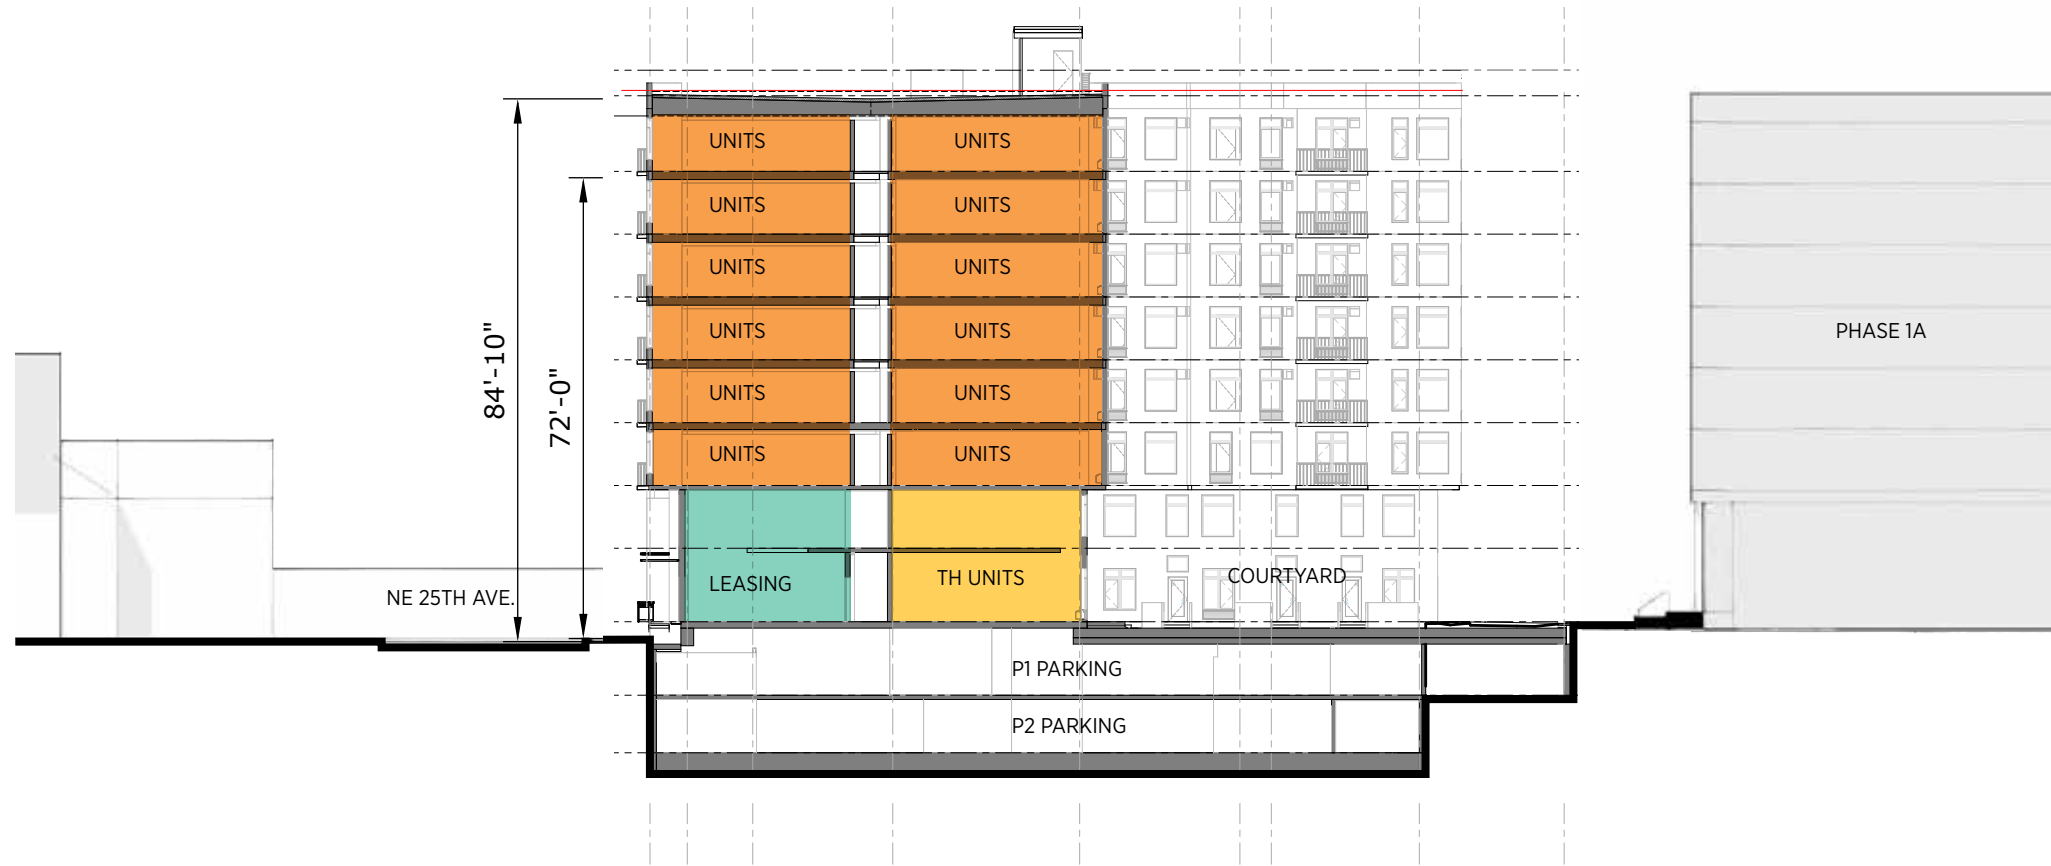 UNITS UNITS
UNITS UNITS
UNITS UNITS
UNITS UNITS
PHASE 1A
84'-10"
72'-0"
UNITS UNITS
UNITS UNITS
NE 25TH AVE.
LEASING
TH UNITS
COURTYARD
P1 PARKING
P2 PARKING